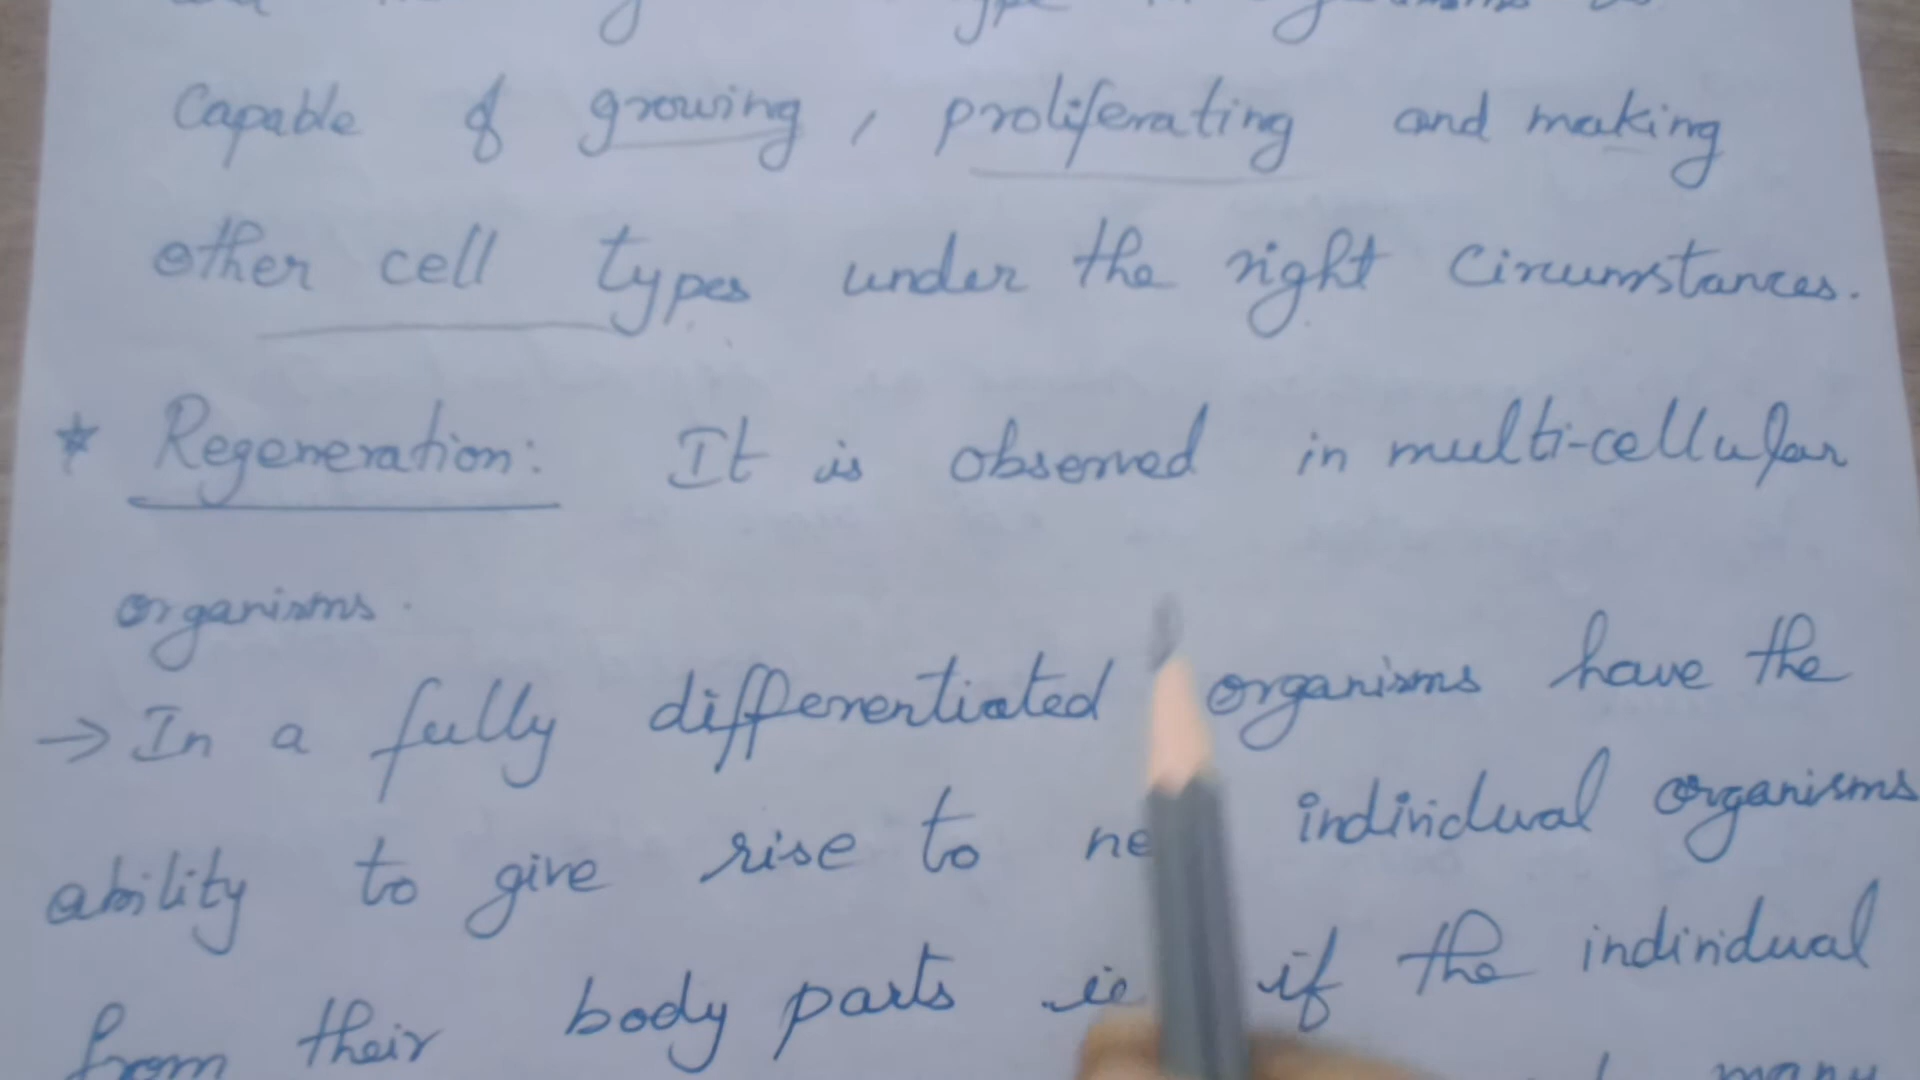 Capable of growing, proliferating and making
other cell types under the right Circumstances.
* Regeneration: It is observed in multi-cellular
organisms.
→ In a fully differentiated organisms have the
ability to give rise to individual organisms
from their body parts ie if the individual
many